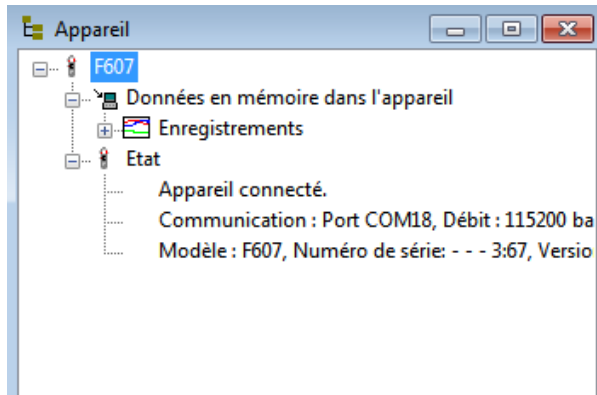 Appareil
F607
Données en mémoire dans l'appareil
Enregistrements
Etat
Appareil connecté.
Communication : Port COM18, Débit : 115200 ba
Modèle : F607, Numéro de série: - - - 3:67, Versio